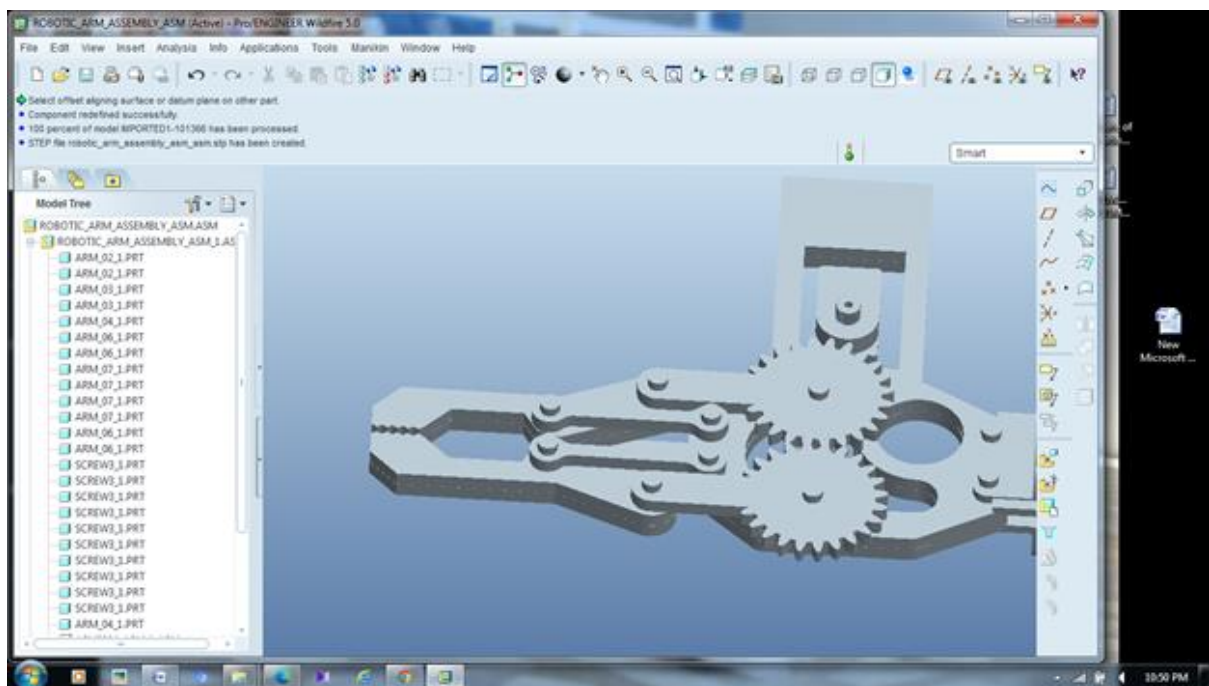 ROBOTIC_ARM_ASSEMBLY_ASM (Active) - Pro/ENGINEER Wildfire 5.0
File Edit View Insert Analysis Info Applications Tools Manikin Window Help
Select offset aligning surface or datum plane on other part.
Component redefined successfully.
100 percent of model IMPORTED1-101366 has been processed.
STEP file robotic_arm_assembly_asm_asm.stp has been created.
Smart
Model Tree
ROBOTIC_ARM_ASSEMBLY_ASM.ASM
ROBOTIC_ARM_ASSEMBLY_ASM_1.AS
ARM_02_1.PRT
ARM_02_1.PRT
ARM_03_1.PRT
ARM_03_1.PRT
ARM_04_1.PRT
ARM_06_1.PRT
ARM_06_1.PRT
ARM_07_1.PRT
ARM_07_1.PRT
ARM_07_1.PRT
ARM_07_1.PRT
ARM_06_1.PRT
ARM_06_1.PRT
SCREW3_1.PRT
SCREW3_1.PRT
SCREW3_1.PRT
SCREW3_1.PRT
SCREW3_1.PRT
SCREW3_1.PRT
SCREW3_1.PRT
SCREW3_1.PRT
SCREW3_1.PRT
SCREW3_1.PRT
ARM_04_1.PRT
of
New
Microsoft ...
10:50 PM